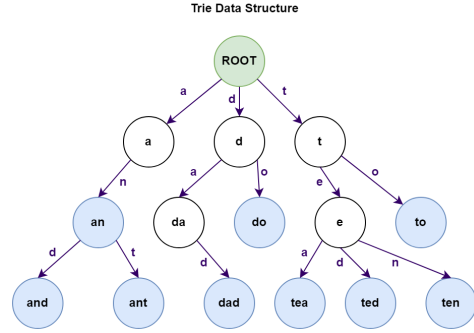 Trie Data Structure
ROOT
a
d
t
a
d
t
n
a
o
e
o
an
da
do
e
to
d
t
d
a
d
n
and
ant
dad
tea
ted
ten